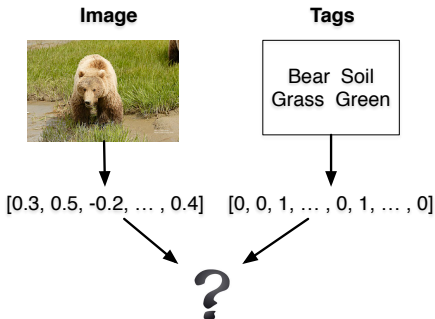 Image Tags
Bear Soil
Grass Green
[0.3, 0.5, -0.2, … , 0.4] [0, 0, 1, … , 0, 1, … , 0]
?